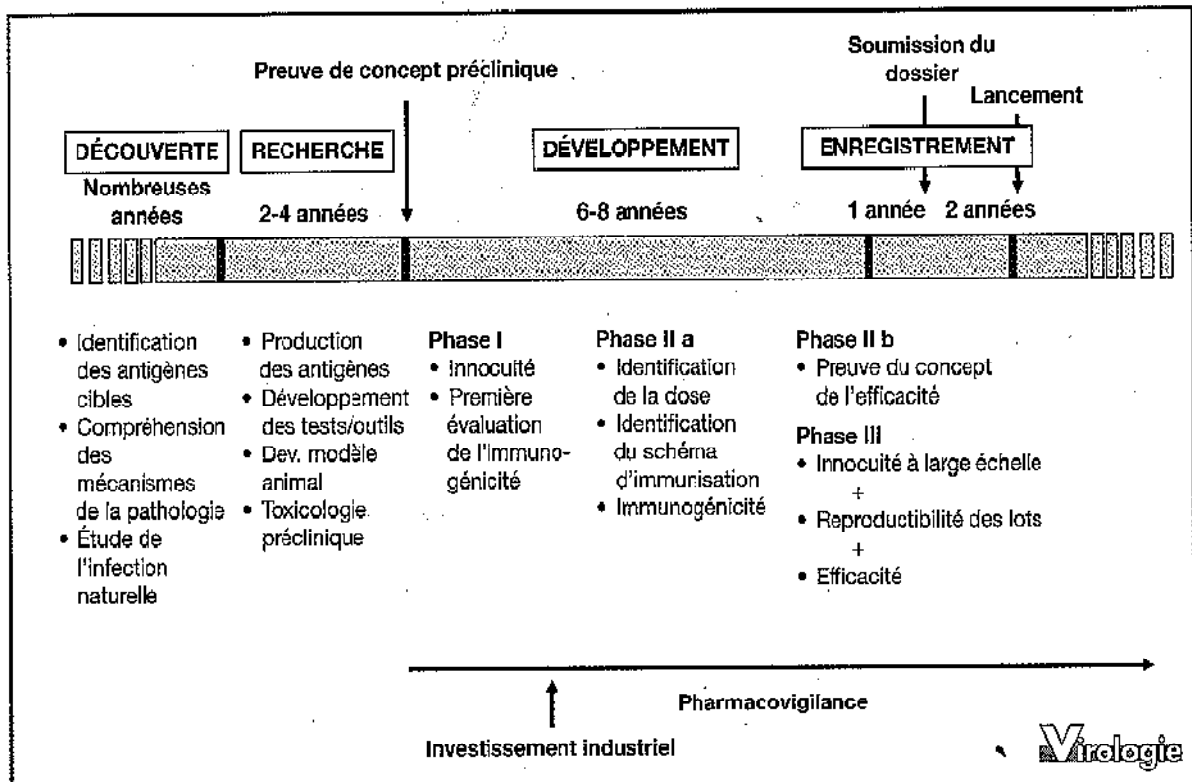 Soumission du
dossier
Preuve de concept préclinique
Lancement
DÉCOUVERTE
RECHERCHE
DÉVELOPPEMENT
ENREGISTREMENT
Nombreuses
années
2-4 années
6-8 années
1 année
2 années
• Identification
des antigènes
cibles
• Compréhension
des
mécanismes
de la pathologie
• Étude de
l'infection
naturelle
• Production
des antigènes
• Développement
des tests/outils
• Dev. modèle
animal
• Toxicologie
préclinique
Phase I
• Innocuité
• Première
évaluation
de l'immuno-
génicité
Phase II a
• Identification
de la dose
• Identification
du schéma
d'immunisation
• Immunogénicité
Phase II b
• Preuve du concept
de l'efficacité
Phase III
• Innocuité à large échelle
+
• Reproductibilité des lots
+
• Efficacité
Pharmacovigilance
Investissement industriel
Virologie